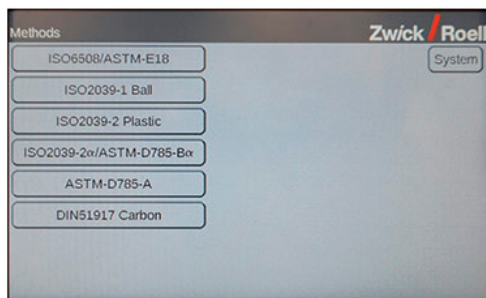 Methods
Zwick / Roell
ISO6508/ASTM-E18
System
ISO2039-1 Ball
ISO2039-2 Plastic
ISO2039-2α/ASTM-D785-Bα
ASTM-D785-A
DIN51917 Carbon